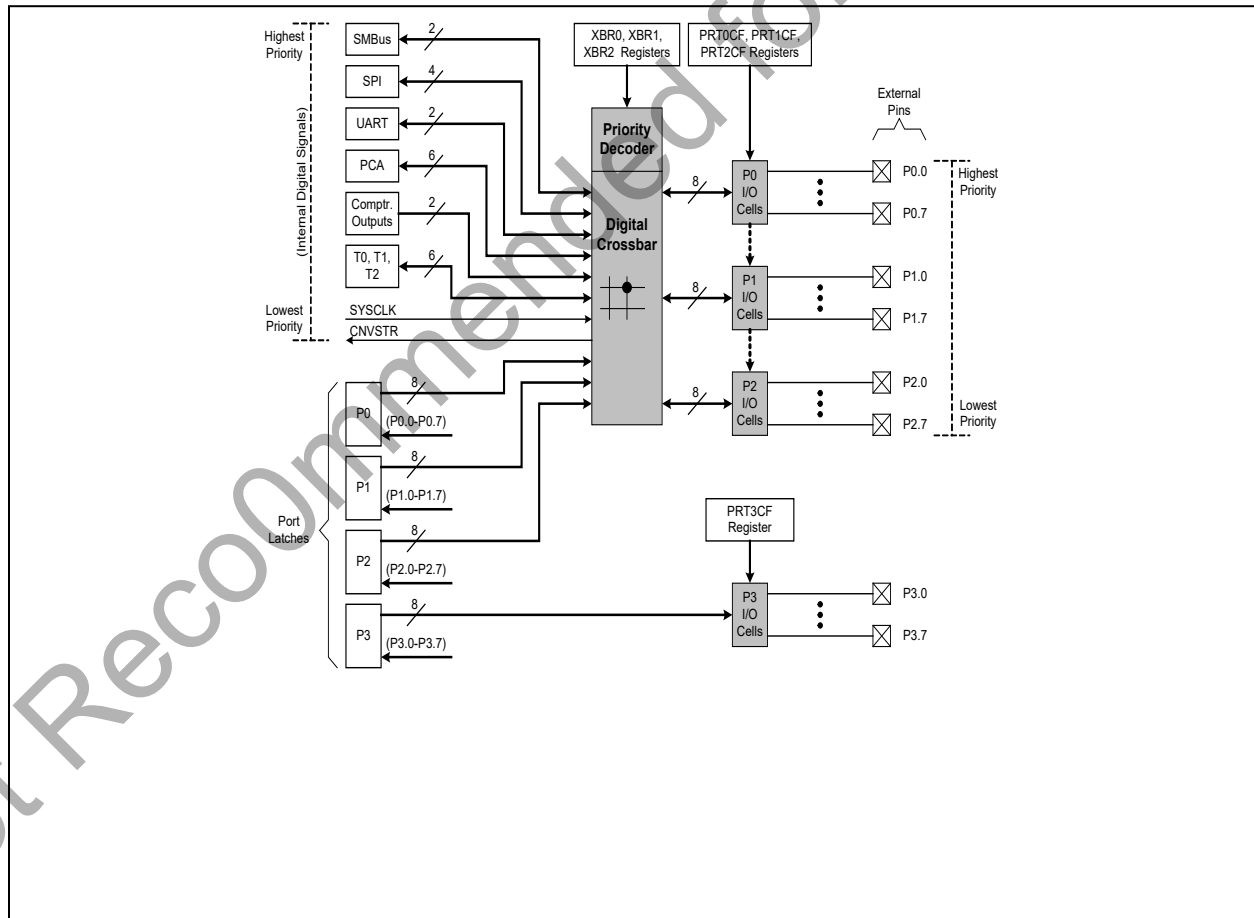 Highest
Priority
(Internal Digital Signals)
Lowest
Priority
SMBus
2
SPI
4
UART
2
PCA
6
Comptr.
Outputs
2
T0, T1,
T2
6
SYSCLK
CNVSTR
XBR0, XBR1,
XBR2 Registers
PRT0CF, PRT1CF,
PRT2CF Registers
Priority
Decoder
Digital
Crossbar
External
Pins
8
P0
I/O
Cells
P0.0
P0.7
8
P1
I/O
Cells
P1.0
P1.7
8
P2
I/O
Cells
P2.0
P2.7
Highest
Priority
Lowest
Priority
Port
Latches
P0
8
(P0.0-P0.7)
P1
8
(P1.0-P1.7)
P2
8
(P2.0-P2.7)
P3
8
(P3.0-P3.7)
PRT3CF
Register
P3
I/O
Cells
P3.0
P3.7
Reco0mmended for